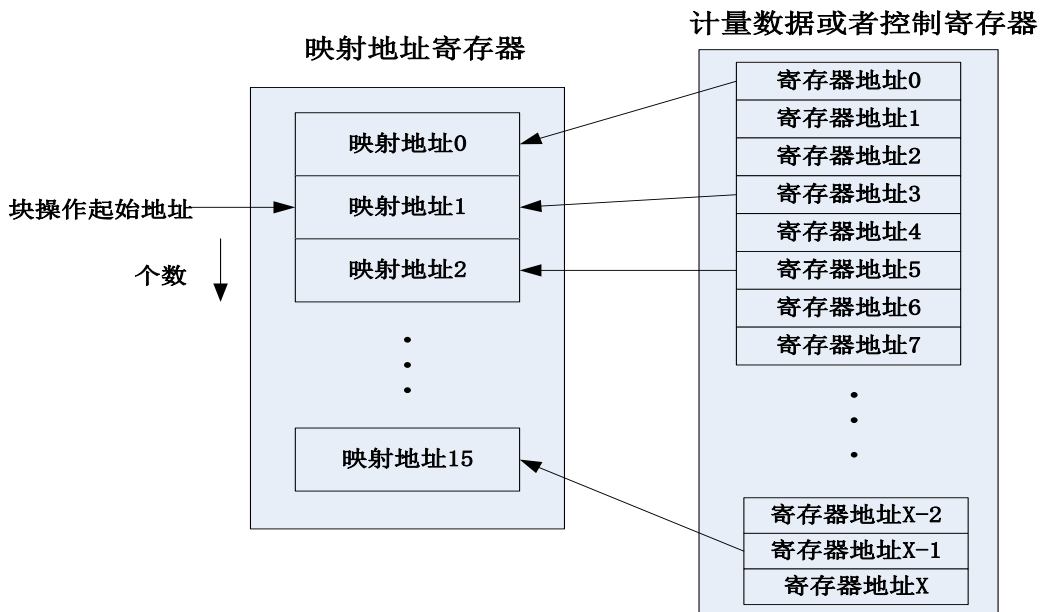 计量数据或者控制寄存器
映射地址寄存器
寄存器地址0
寄存器地址1
寄存器地址2
寄存器地址3
寄存器地址4
寄存器地址5
寄存器地址6
寄存器地址7
映射地址0
映射地址1
映射地址2
块操作起始地址
个数
映射地址15
寄存器地址X-2
寄存器地址X-1
寄存器地址X